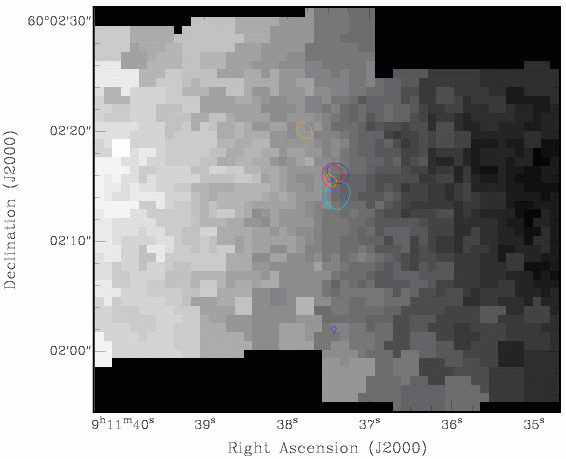 60°02′30″
02′20″
02′10″
02′00″
Declination (J2000)
9ʰ11ᵐ40ˢ 39ˢ 38ˢ 37ˢ 36ˢ 35ˢ
Right Ascension (J2000)